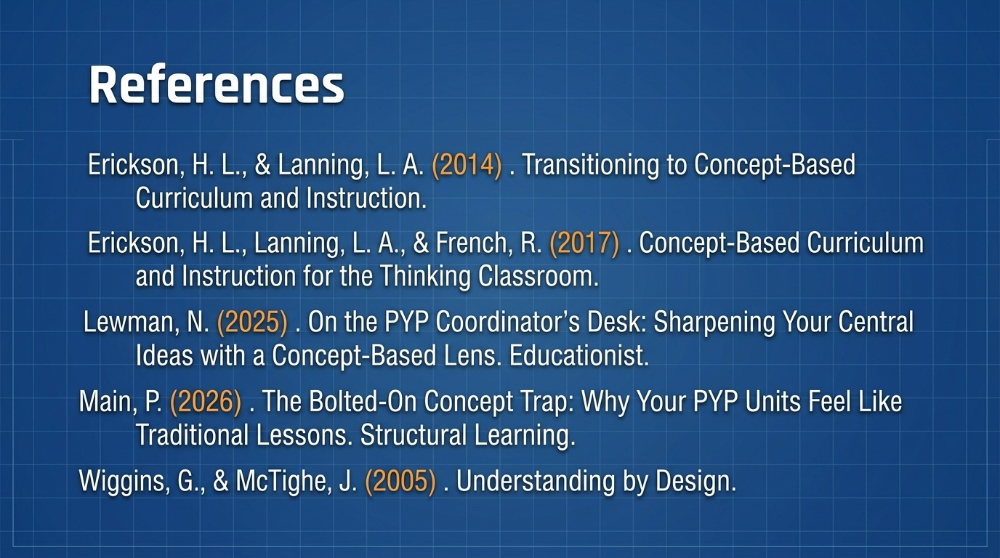 References
Erickson, H. L., & Lanning, L. A. (2014) . Transitioning to Concept-Based
Curriculum and Instruction.
Erickson, H. L., Lanning, L. A., & French, R. (2017) . Concept-Based Curriculum
and Instruction for the Thinking Classroom.
Lewman, N. (2025) . On the PYP Coordinator’s Desk: Sharpening Your Central
Ideas with a Concept-Based Lens. Educationist.
Main, P. (2026) . The Bolted-On Concept Trap: Why Your PYP Units Feel Like
Traditional Lessons. Structural Learning.
Wiggins, G., & McTighe, J. (2005) . Understanding by Design.